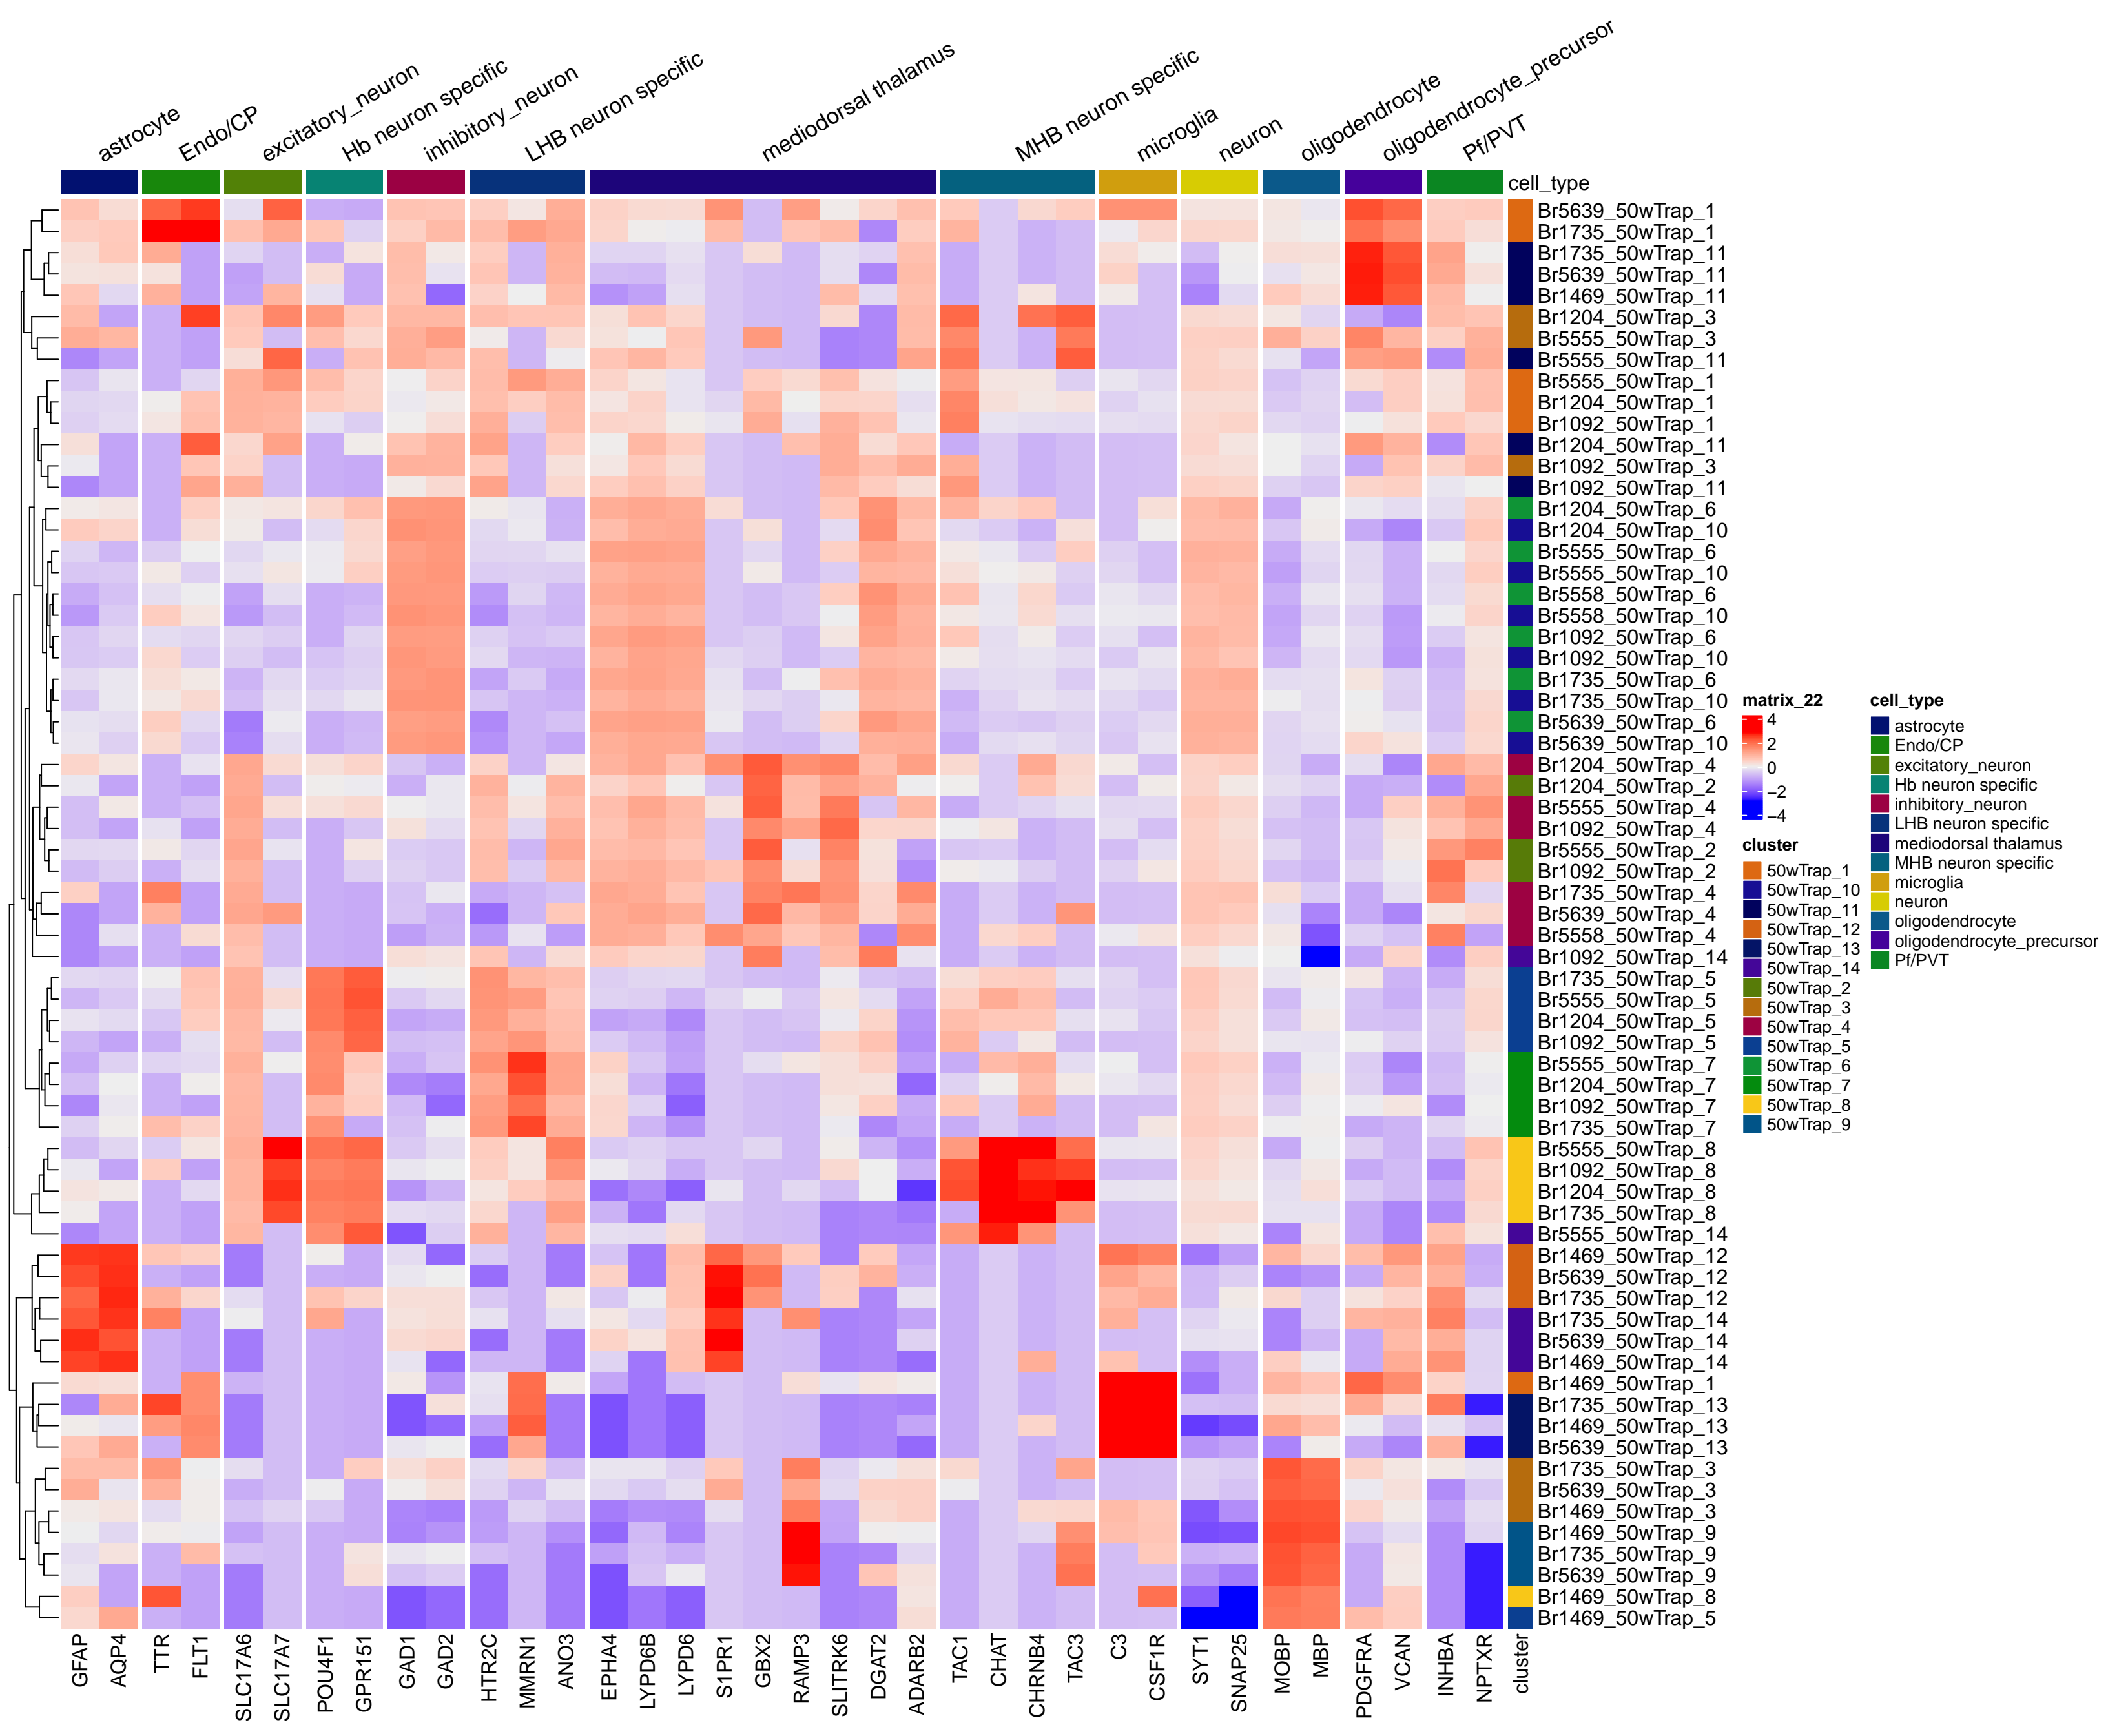 astrocyte
Endo/CP
excitatory_neuron
Hb neuron specific
inhibitory_neuron
LHB neuron specific
mediodorsal thalamus
MHB neuron specific
microglia
neuron
oligodendrocyte
oligodendrocyte_precursor
Pf/PVT
cell_type
Br5639_50wTrap_1
Br1735_50wTrap_1
Br1735_50wTrap_11
Br5639_50wTrap_11
Br1469_50wTrap_11
Br1204_50wTrap_3
Br5555_50wTrap_3
Br5555_50wTrap_11
Br5555_50wTrap_1
Br1204_50wTrap_1
Br1092_50wTrap_1
Br1204_50wTrap_11
Br1092_50wTrap_3
Br1092_50wTrap_11
Br1204_50wTrap_6
Br1204_50wTrap_10
Br5555_50wTrap_6
Br5555_50wTrap_10
Br5558_50wTrap_6
Br5558_50wTrap_10
Br1092_50wTrap_6
Br1092_50wTrap_10
Br1735_50wTrap_6
Br1735_50wTrap_10
Br5639_50wTrap_6
Br5639_50wTrap_10
Br1204_50wTrap_4
Br1204_50wTrap_2
Br5555_50wTrap_4
Br1092_50wTrap_4
Br5555_50wTrap_2
Br1092_50wTrap_2
Br1735_50wTrap_4
Br5639_50wTrap_4
Br5558_50wTrap_4
Br1092_50wTrap_14
Br1735_50wTrap_5
Br5555_50wTrap_5
Br1204_50wTrap_5
Br1092_50wTrap_5
Br5555_50wTrap_7
Br1204_50wTrap_7
Br1092_50wTrap_7
Br1735_50wTrap_7
Br5555_50wTrap_8
Br1092_50wTrap_8
Br1204_50wTrap_8
Br1735_50wTrap_8
Br5555_50wTrap_14
Br1469_50wTrap_12
Br5639_50wTrap_12
Br1735_50wTrap_12
Br1735_50wTrap_14
Br5639_50wTrap_14
Br1469_50wTrap_14
Br1469_50wTrap_1
Br1735_50wTrap_13
Br1469_50wTrap_13
Br5639_50wTrap_13
Br1735_50wTrap_3
Br5639_50wTrap_3
Br1469_50wTrap_3
Br1469_50wTrap_9
Br1735_50wTrap_9
Br5639_50wTrap_9
Br1469_50wTrap_8
Br1469_50wTrap_5
GFAP
AQP4
TTR
FLT1
SLC17A6
SLC17A7
POU4F1
GPR151
GAD1
GAD2
HTR2C
MMRN1
ANO3
EPHA4
LYPD6B
LYPD6
S1PR1
GBX2
RAMP3
SLITRK6
DGAT2
ADARB2
TAC1
CHAT
CHRNB4
TAC3
C3
CSF1R
SYT1
SNAP25
MOBP
MBP
PDGFRA
VCAN
INHBA
NPTXR
cluster
matrix_22
4
2
0
−2
−4
cluster
50wTrap_1
50wTrap_10
50wTrap_11
50wTrap_12
50wTrap_13
50wTrap_14
50wTrap_2
50wTrap_3
50wTrap_4
50wTrap_5
50wTrap_6
50wTrap_7
50wTrap_8
50wTrap_9
cell_type
astrocyte
Endo/CP
excitatory_neuron
Hb neuron specific
inhibitory_neuron
LHB neuron specific
mediodorsal thalamus
MHB neuron specific
microglia
neuron
oligodendrocyte
oligodendrocyte_precursor
Pf/PVT